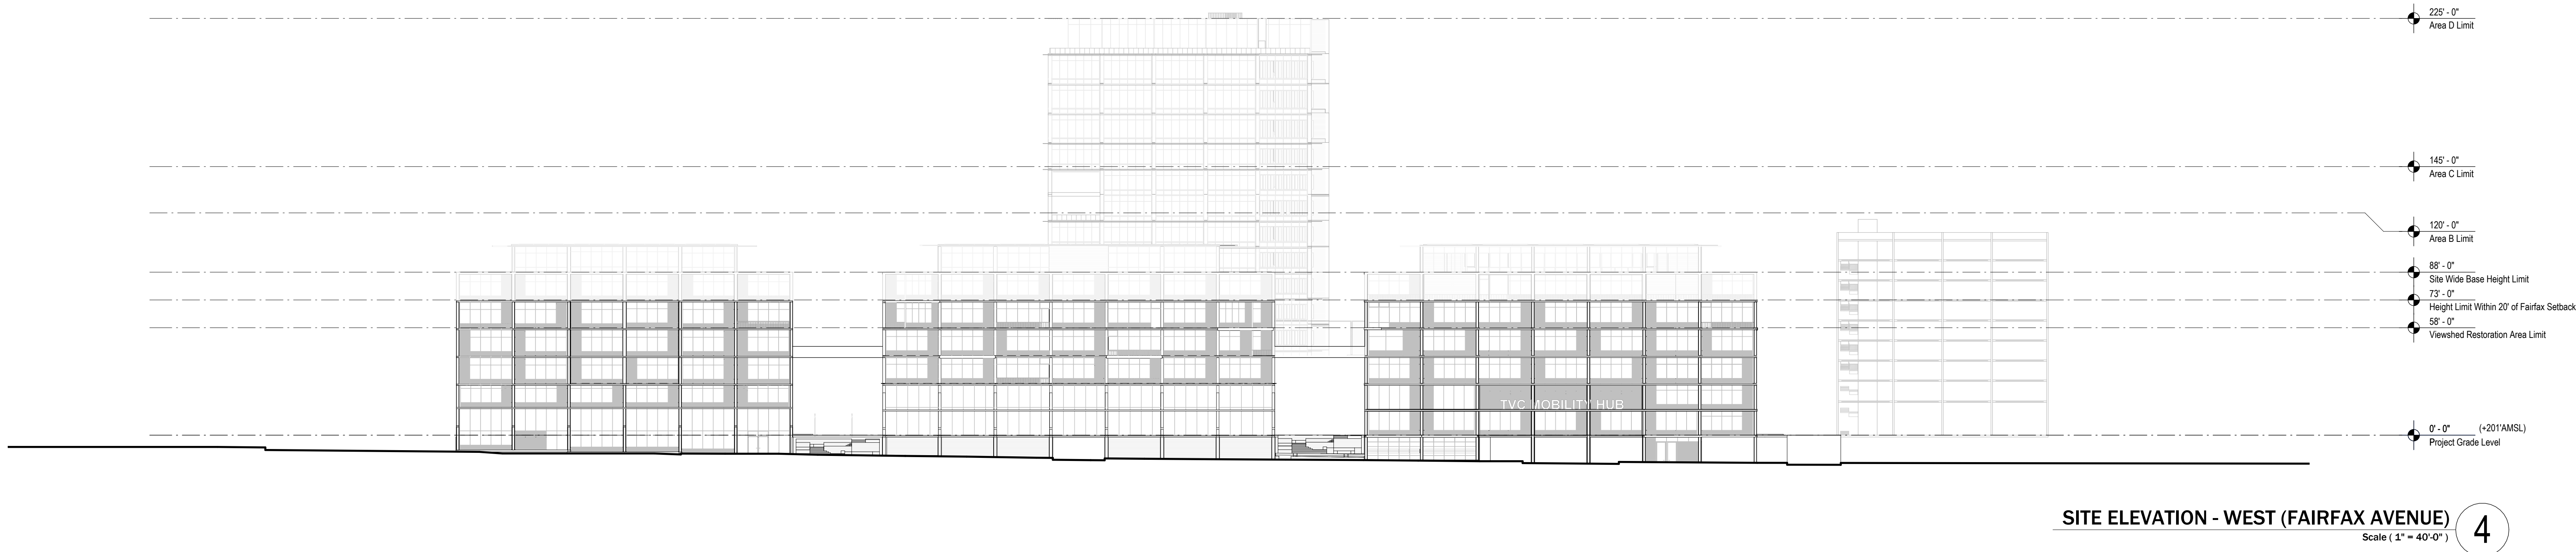 225' - 0"
Area D Limit
145' - 0"
Area C Limit
120' - 0"
Area B Limit
88' - 0"
Site Wide Base Height Limit
73' - 0"
Height Limit Within 20' of Fairfax Setback
58' - 0"
Viewshed Restoration Area Limit
TVC MOBILITY HUB
0' - 0" (+201'AMSL)
Project Grade Level
SITE ELEVATION - WEST (FAIRFAX AVENUE) 4
Scale ( 1" = 40'-0" )